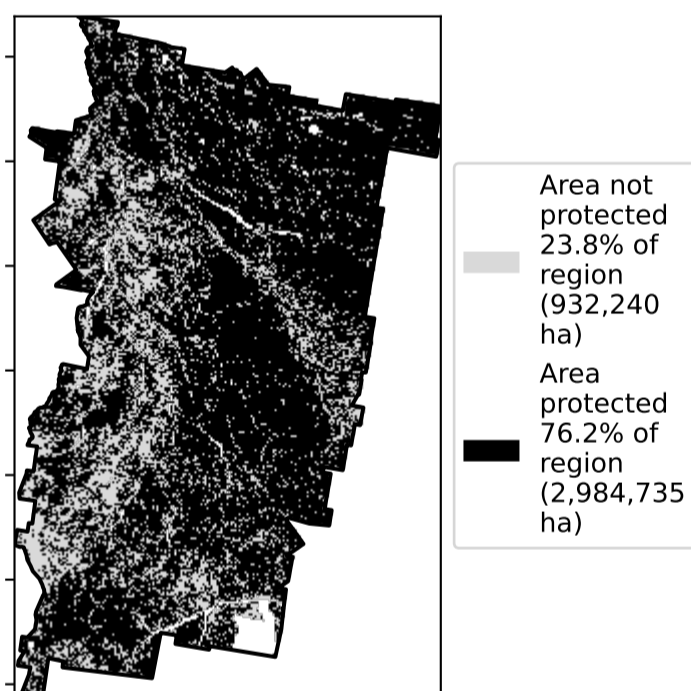 Area not
protected
23.8% of
region
(932,240
ha)
Area
protected
76.2% of
region
(2,984,735
ha)